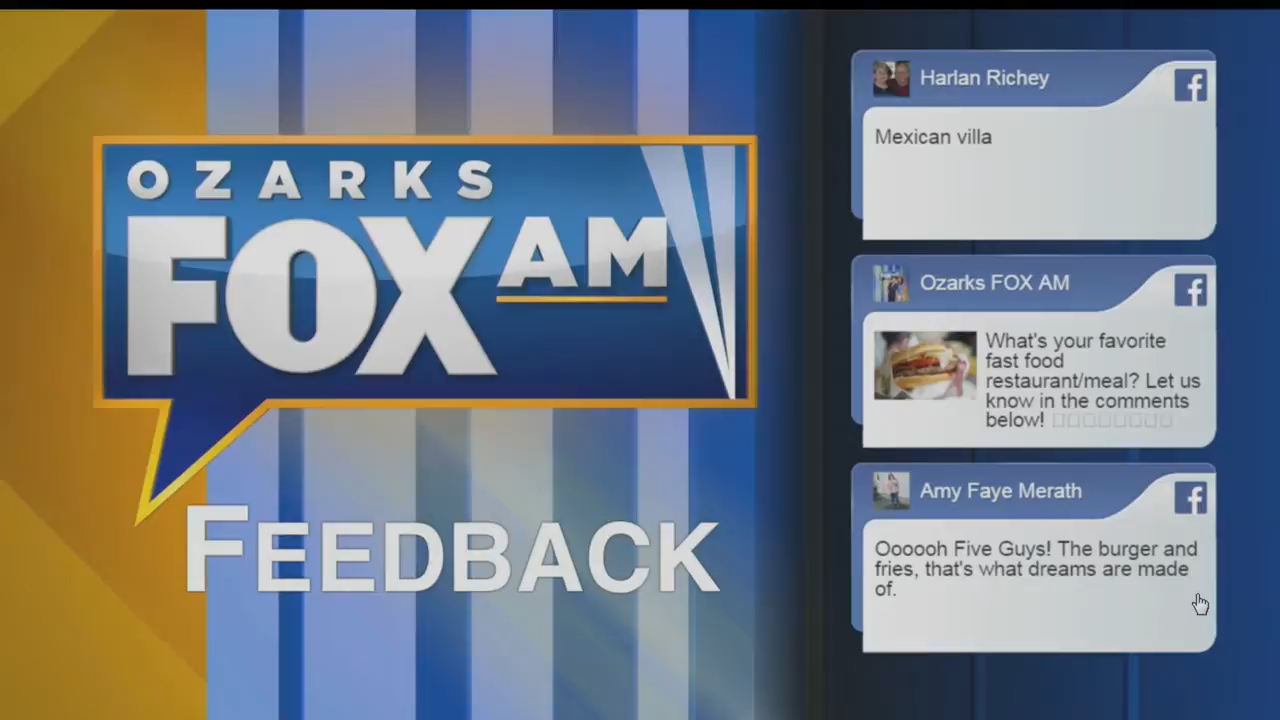 OZARKS
FOX AM
FEEDBACK
Harlan Richey
Mexican villa
Ozarks FOX AM
What's your favorite
fast food
restaurant/meal? Let us
know in the comments
below! □□□□□□□□
Amy Faye Merath
Oooooh Five Guys! The burger and
fries, that's what dreams are made
of.